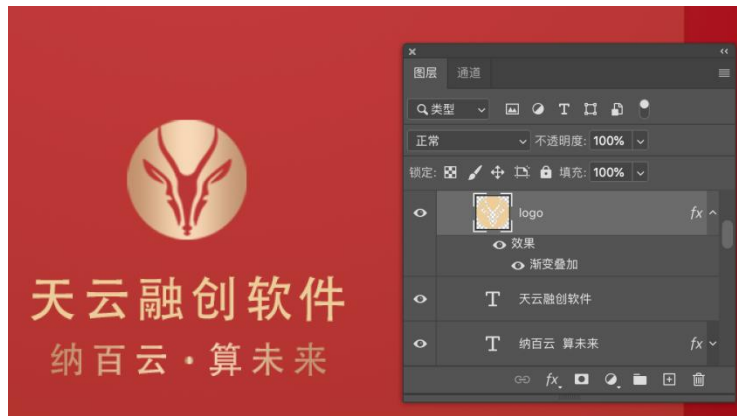 天云融创软件
纳百云·算未来
图层 通道
类型
正常 不透明度: 100%
锁定: 填充: 100%
logo fx
效果
渐变叠加
T 天云融创软件
T 纳百云 算未来 fx
fx